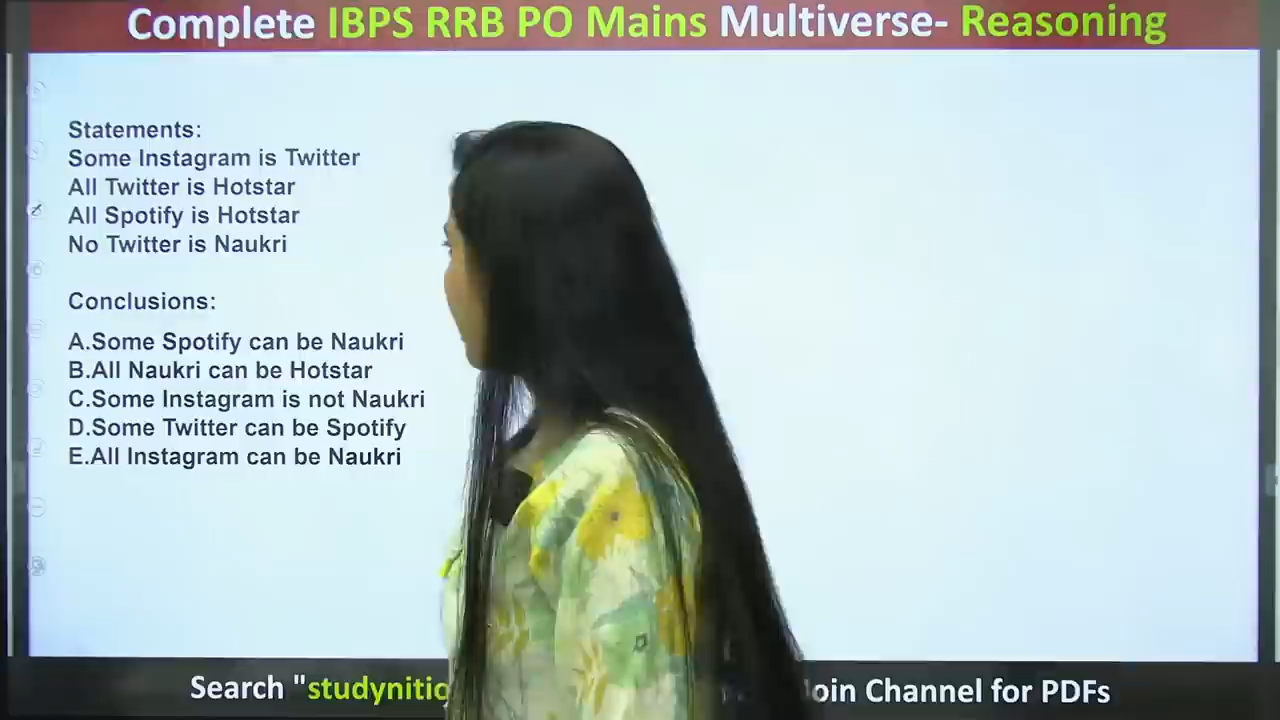 Complete IBPS RRB PO Mains Multiverse- Reasoning
Statements:
Some Instagram is Twitter
All Twitter is Hotstar
All Spotify is Hotstar
No Twitter is Naukri
Conclusions:
A.Some Spotify can be Naukri
B.All Naukri can be Hotstar
C.Some Instagram is not Naukri
D.Some Twitter can be Spotify
E.All Instagram can be Naukri
Search "studyniti Channel for PDFs